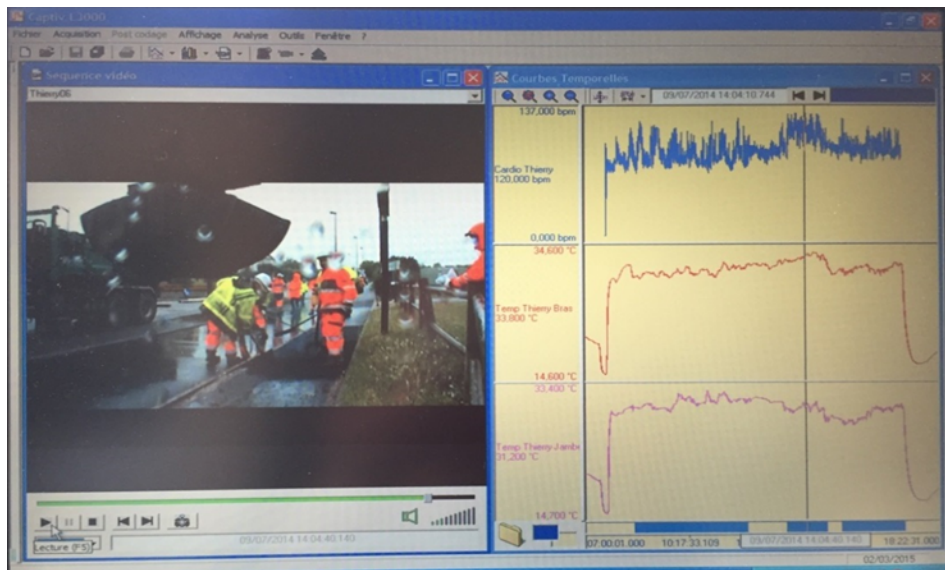 Captiv L3000
Fichier Acquisition Post codage Affichage Analyse Outils Fenêtre ?
Séquence vidéo
Thierry06
Lecture (F5)
09/07/2014 14:04:40.140
Courbes Temporelles
09/07/2014 14:04:10.744
137,000 bpm
Cardio Thierry
120,000 bpm
0,000 bpm
34,600 °C
Temp Thierry Bras
33,800 °C
14,600 °C
33,400 °C
Temp Thierry-Jambe
31,200 °C
14,700 °C
07:00:01.000 10:17:33.109 09/07/2014 14:04:40.140 18:22:31.000
02/03/2015